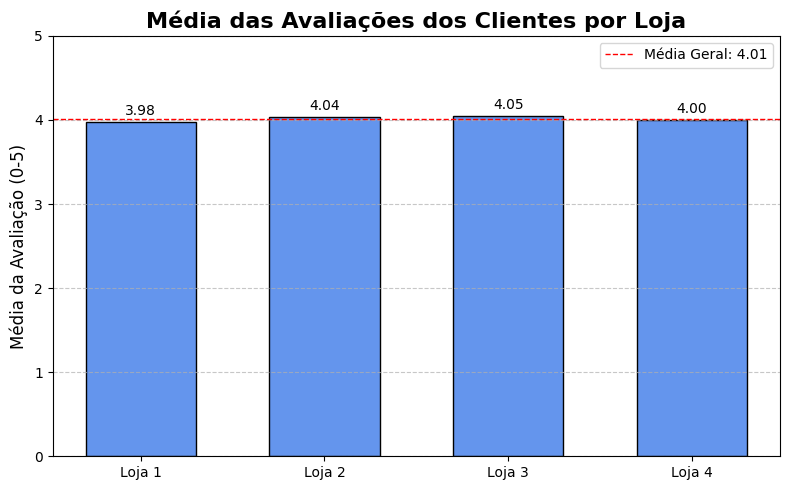 Média das Avaliações dos Clientes por Loja
Média Geral: 4.01
Média da Avaliação (0-5)
5
4
3
2
1
0
3.98
4.04
4.05
4.00
Loja 1
Loja 2
Loja 3
Loja 4